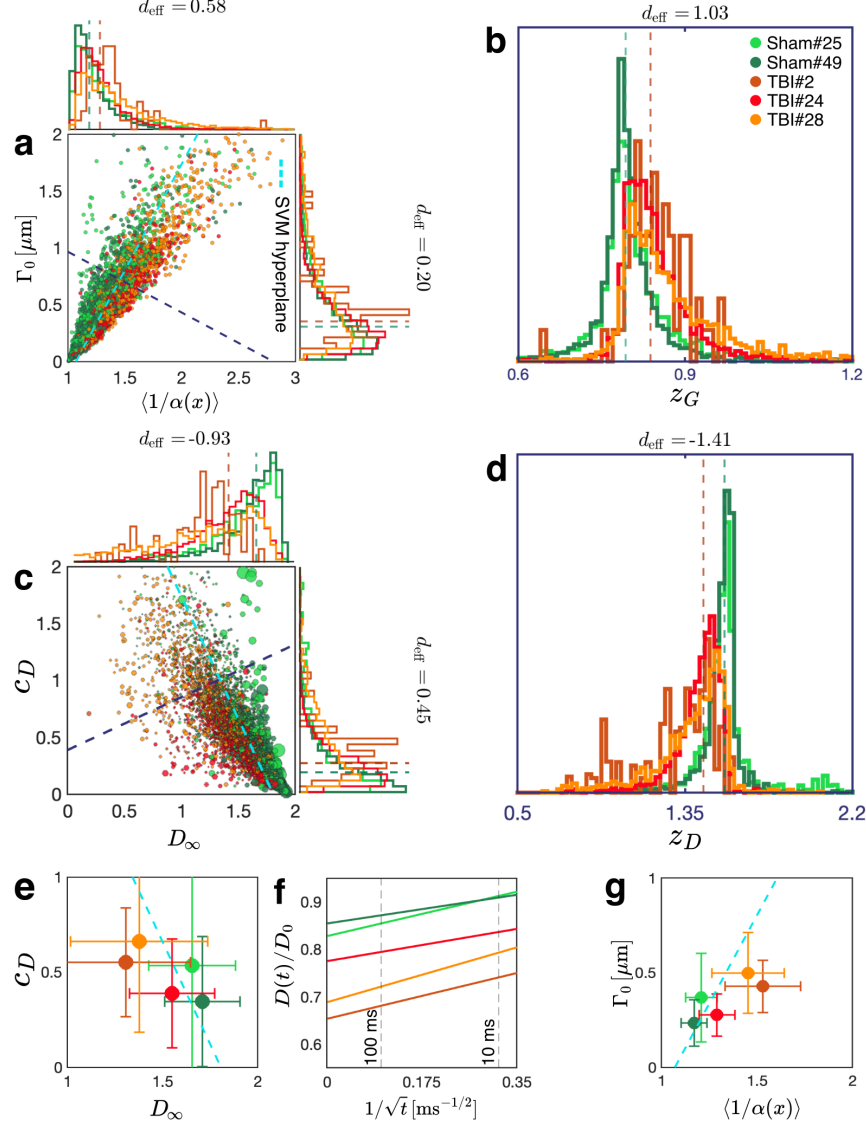 d_eff = 0.58
a
2
1.5
1
0.5
0
Γ₀ [μm]
SVM hyperplane
1 1.5 2 2.5 3
⟨1/α(x)⟩
d_eff = 0.20
d_eff = 1.03
b
Sham#25
Sham#49
TBI#2
TBI#24
TBI#28
0.6 0.9 1.2
z_G
d_eff = -0.93
c
2
1.5
1
0.5
0
c_D
0 0.5 1 1.5 2
D_∞
d_eff = 0.45
d_eff = -1.41
d
0.5 1.35 2.2
z_D
e
1
0.5
0
c_D
1 1.5 2
D_∞
f
0.9
0.8
0.7
0.6
D(t)/D₀
100 ms
10 ms
0 0.175 0.35
1/√t [ms⁻¹/²]
g
1
0.5
0
Γ₀ [μm]
1 1.5 2
⟨1/α(x)⟩